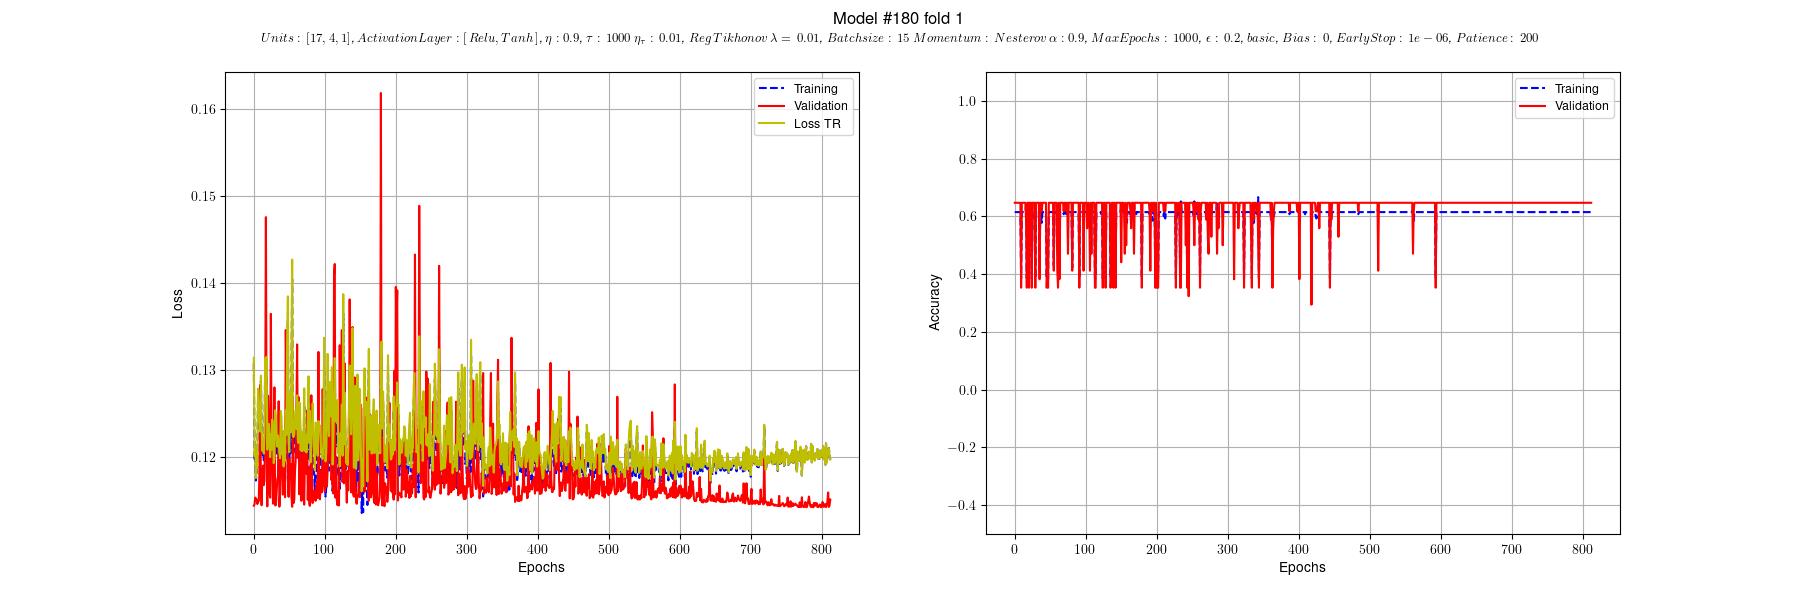 Model #180 fold 1
Units : [17, 4, 1], ActivationLayer : [ Relu, Tanh], η : 0.9, τ : 1000 ητ : 0.01, Reg Tikhonov λ = 0.01, Batchsize : 15 Momentum : Nesterov α : 0.9, MaxEpochs : 1000, ϵ : 0.2, basic, Bias : 0, EarlyStop : 1e − 06, Patience : 200
Training
Validation
Loss TR
0.16
0.15
0.14
0.13
0.12
Loss
0 100 200 300 400 500 600 700 800
Epochs
Training
Validation
1.0
0.8
0.6
0.4
0.2
0.0
−0.2
−0.4
Accuracy
0 100 200 300 400 500 600 700 800
Epochs